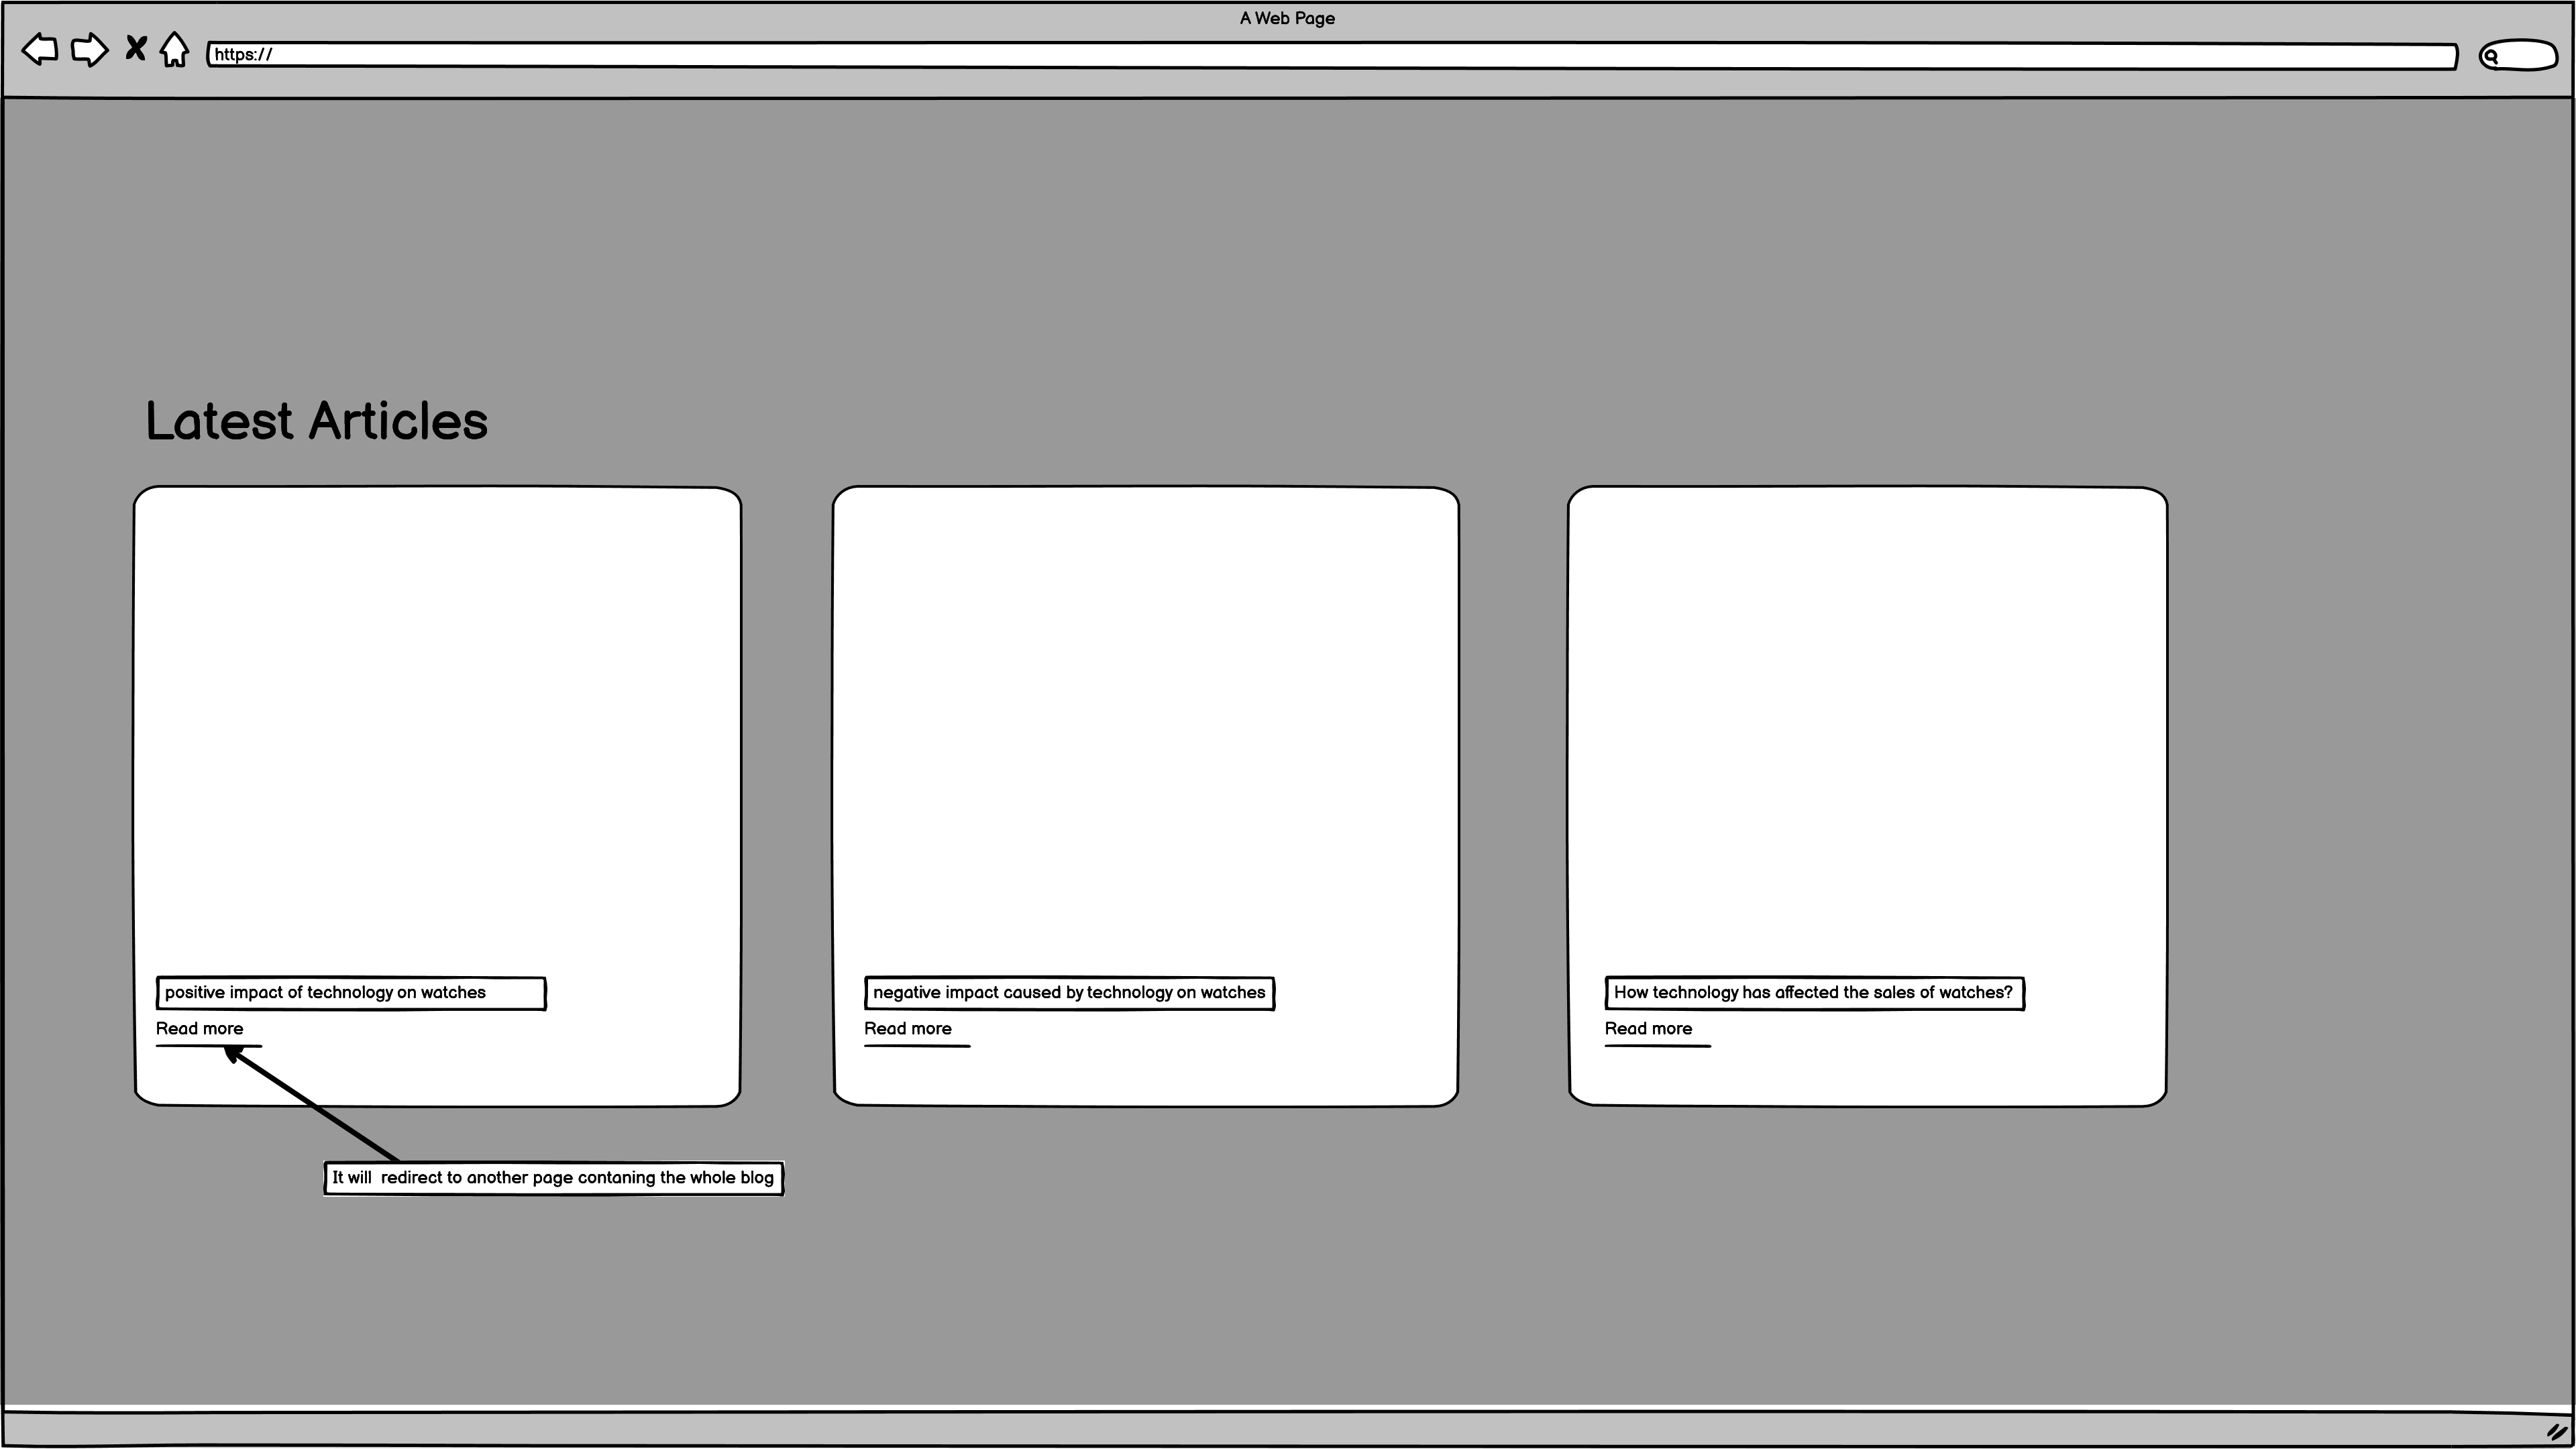 A Web Page
https://
Latest Articles
positive impact of technology on watches
Read more
negative impact caused by technology on watches
Read more
How technology has affected the sales of watches?
Read more
It will  redirect to another page contaning the whole blog